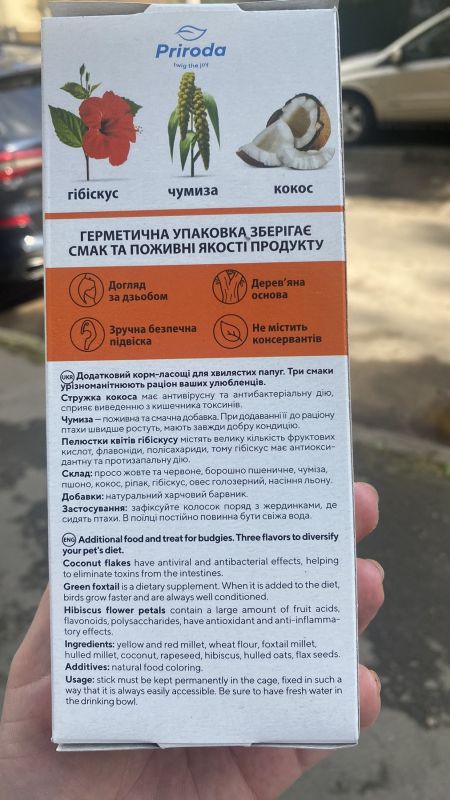 Priroda
Twig the joy
гібіскус
чумиза
кокос
ГЕРМЕТИЧНА УПАКОВКА ЗБЕРІГАЄ
СМАК ТА ПОЖИВНІ ЯКОСТІ ПРОДУКТУ
Догляд
за дзьобом
Дерев'яна
основа
Зручна безпечна
підвіска
Не містить
консервантів
UKR Додатковий корм-ласощі для хвилястих папуг. Три смаки
урізноманітнюють раціон ваших улюбленців.
Стружка кокоса має антивірусну та антибактеріальну дію,
сприяє виведенню з кишечника токсинів.
Чумиза – поживна та смачна добавка. При додаванні її до раціону
птахи швидше ростуть, мають завжди добру кондицію.
Пелюстки квітів гібіскусу містять велику кількість фруктових
кислот, флавоніди, полісахариди, тому гібіскус має антиокси-
дантну та протизапальну дію.
Склад: просо жовте та червоне, борошно пшеничне, чумiза,
пшоно, кокос, ріпак, гібіскус, овес голозерний, насіння льону.
Добавки: натуральний харчовий барвник.
Застосування: зафіксуйте колосок поряд з жердинками, де
сидять птахи. В поїлці постійно повинна бути свіжа вода.
ENG Additional food and treat for budgies. Three flavors to diversify
your pet's diet.
Coconut flakes have antiviral and antibacterial effects, helping
to eliminate toxins from the intestines.
Green foxtail is a dietary supplement. When it is added to the diet,
birds grow faster and are always well conditioned.
Hibiscus flower petals contain a large amount of fruit acids,
flavonoids, polysaccharides, have antioxidant and anti-inflamma-
tory effects.
Ingredients: yellow and red millet, wheat flour, foxtail millet,
hulled millet, coconut, rapeseed, hibiscus, hulled oats, flax seeds.
Additives: natural food coloring.
Usage: stick must be kept permanently in the cage, fixed in such a
way that it is always easily accessible. Be sure to have fresh water in
the drinking bowl.